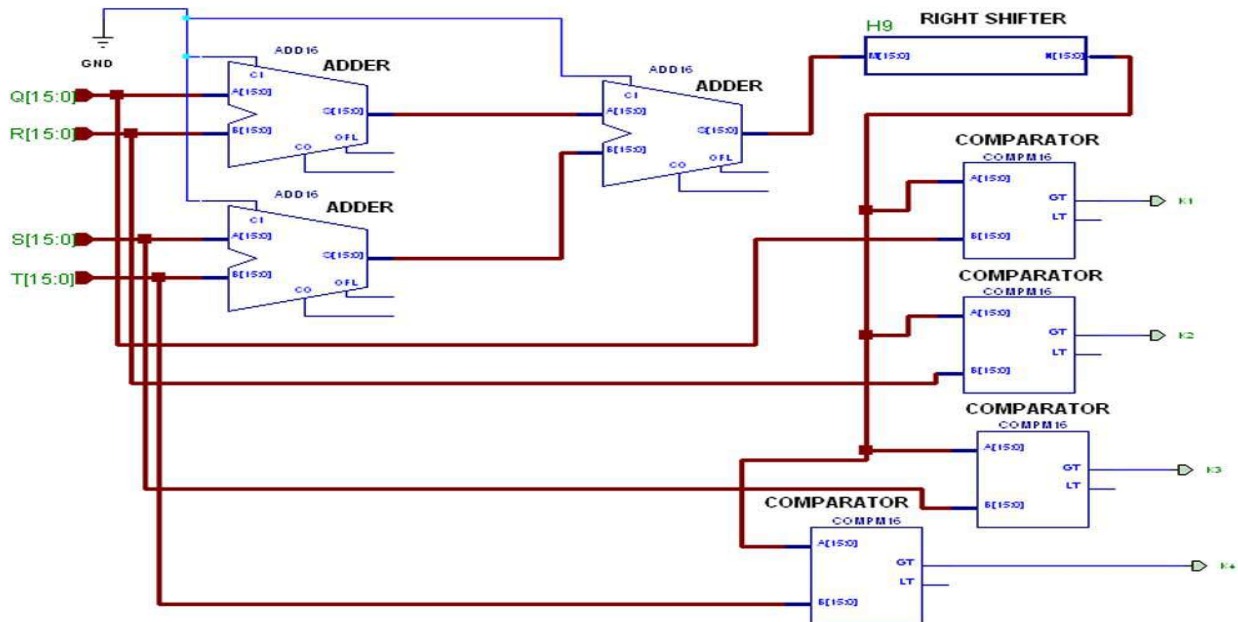 RIGHT SHIFTER
H9
M[15:0]
N[15:0]
GND
ADD16
ADDER
CI
Q[15:0]
A[15:0]
S[15:0]
R[15:0]
B[15:0]
OFL
CO
ADD16
ADDER
CI
A[15:0]
S[15:0]
B[15:0]
OFL
CO
ADD16
ADDER
CI
S[15:0]
A[15:0]
S[15:0]
T[15:0]
B[15:0]
OFL
CO
COMPARATOR
COMPM16
A[15:0]
GT
K1
LT
B[15:0]
COMPARATOR
COMPM16
A[15:0]
GT
K2
LT
B[15:0]
COMPARATOR
COMPM16
A[15:0]
GT
K3
LT
B[15:0]
COMPARATOR
COMPM16
A[15:0]
GT
K4
LT
B[15:0]